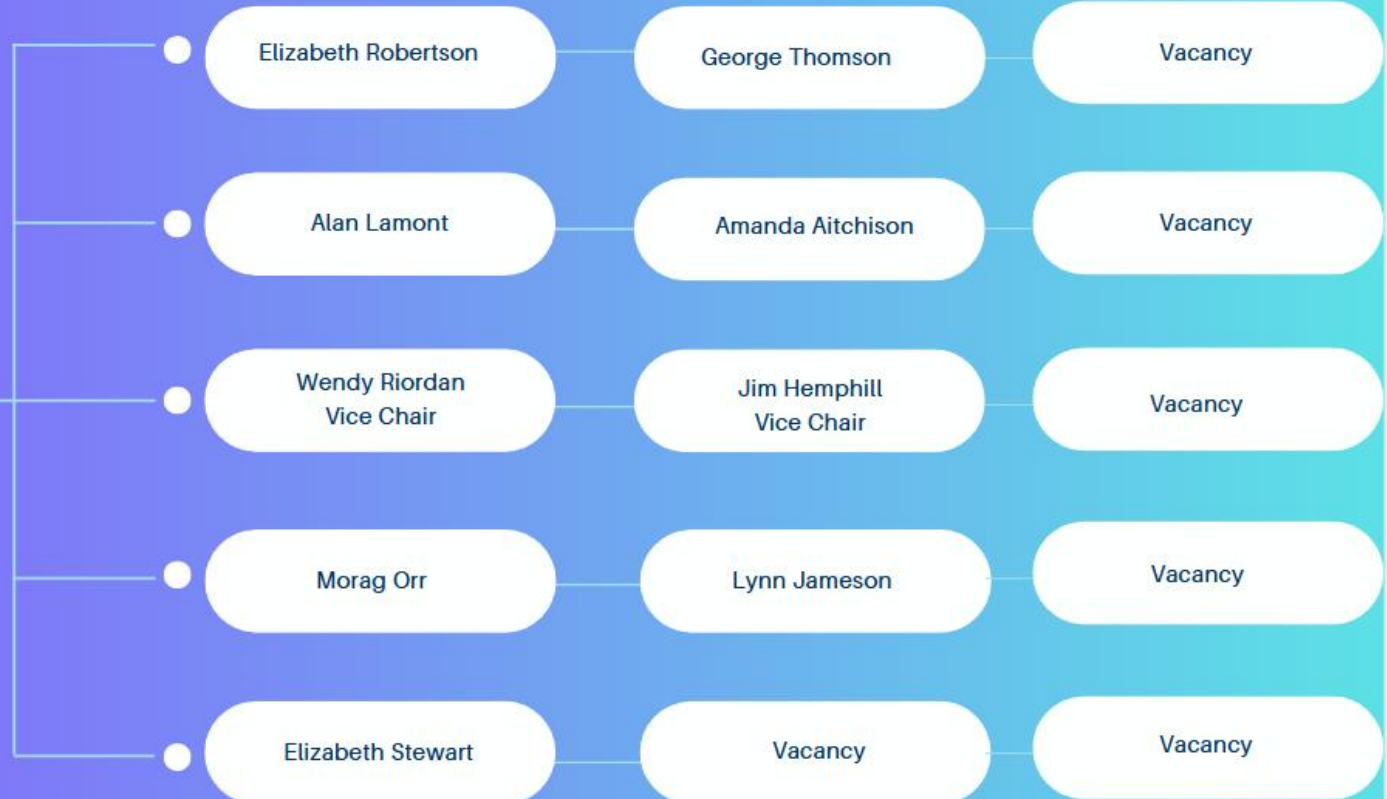 Elizabeth Robertson
George Thomson
Vacancy
Alan Lamont
Amanda Aitchison
Vacancy
Wendy Riordan
Vice Chair
Jim Hemphill
Vice Chair
Vacancy
Morag Orr
Lynn Jameson
Vacancy
Elizabeth Stewart
Vacancy
Vacancy